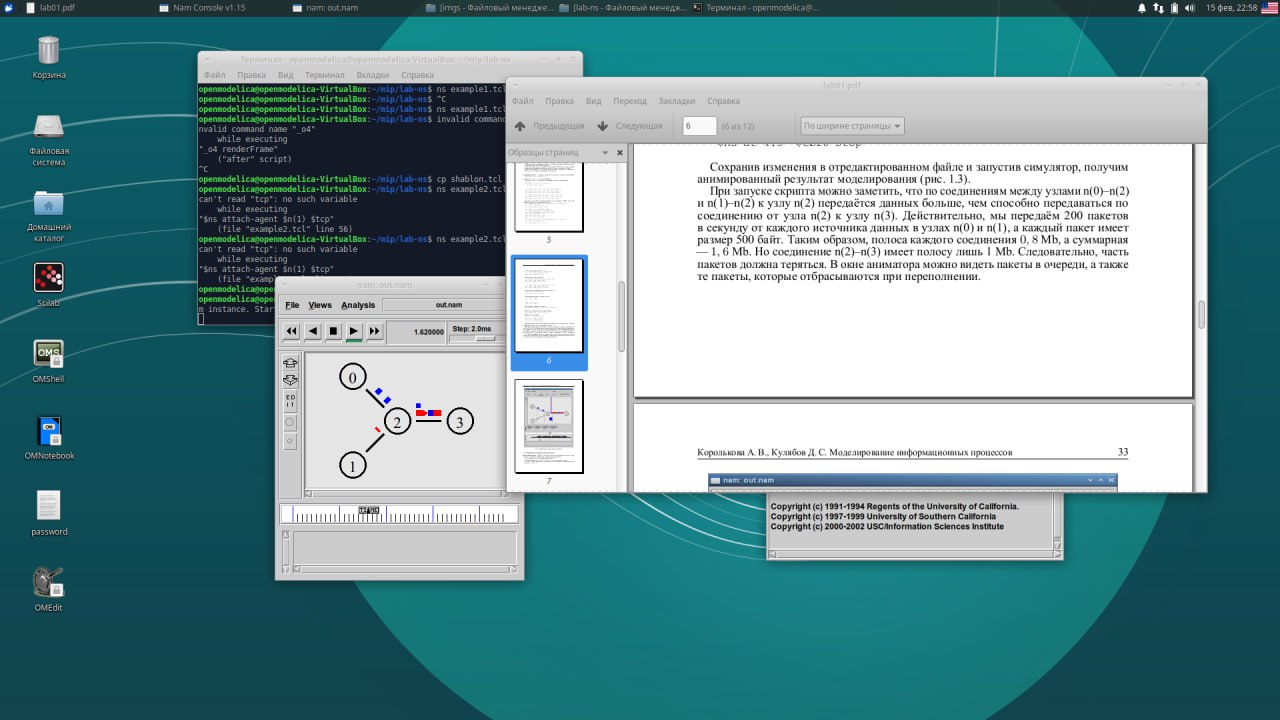 lab01.pdf
Nam Console v1.15
nam: out.nam
[imgs - Файловый менедже...
[lab-ns - Файловый менедж...
Терминал - openmodelica@...
15 фев, 22:58
Корзина
Файловая
система
Домашний
каталог
Scilab
OMS
OMShell
OM
OMNotebook
password
OMEdit
Терминал - openmodelica@openmodelica-VirtualBox: ~/mip/lab-ns
Файл Правка Вид Терминал Вкладки Справка
openmodelica@openmodelica-VirtualBox:~/mip/lab-ns$ ns example1.tcl
openmodelica@openmodelica-VirtualBox:~/mip/lab-ns$ ^C
openmodelica@openmodelica-VirtualBox:~/mip/lab-ns$ ns example1.tcl
openmodelica@openmodelica-VirtualBox:~/mip/lab-ns$ invalid command
nvalid command name "_o4"
while executing
"_o4 renderFrame"
("after" script)
^C
openmodelica@openmodelica-VirtualBox:~/mip/lab-ns$ cp shablon.tcl
openmodelica@openmodelica-VirtualBox:~/mip/lab-ns$ ns example2.tcl
can't read "tcp": no such variable
while executing
"$ns attach-agent $n(1) $tcp"
(file "example2.tcl" line 56)
openmodelica@openmodelica-VirtualBox:~/mip/lab-ns$ ns example2.tcl
can't read "tcp": no such variable
while executing
"$ns attach-agent $n(1) $tcp"
(file "exam
openmodel
openmodel
m instance. Star
nam: out.nam
File Views Analysis out.nam
1.620000 Step: 2.0ms
E D
I T
0
2
3
1
lab01.pdf
Файл Правка Вид Переход Закладки Справка
Предыдущая Следующая 6 (6 из 12) По ширине страницы
Образцы страниц
5
6
7
Сохранив изменения в отредактированном файле и запустив симулятор, получим
анимированный результат моделирования (рис. 1.3).
При запуске скрипта можно заметить, что по соединениям между узлами n(0)–n(2)
и n(1)–n(2) к узлу n(2) передаётся данных больше, чем способно передаваться по
соединению от узла n(2) к узлу n(3). Действительно, мы передаём 200 пакетов
в секунду от каждого источника данных в узлах n(0) и n(1), а каждый пакет имеет
размер 500 байт. Таким образом, полоса каждого соединения 0, 8 Mb, а суммарная
— 1, 6 Mb. Но соединение n(2)–n(3) имеет полосу лишь 1 Mb. Следовательно, часть
пакетов должна теряться. В окне аниматора можно видеть пакеты в очереди, а также
те пакеты, которые отбрасываются при переполнении.
Королькова А. В., Кулябов Д. С. Моделирование информационных процессов 33
nam: out.nam
Copyright (c) 1991-1994 Regents of the University of California.
Copyright (c) 1997-1999 University of Southern California
Copyright (c) 2000-2002 USC/Information Sciences Institute